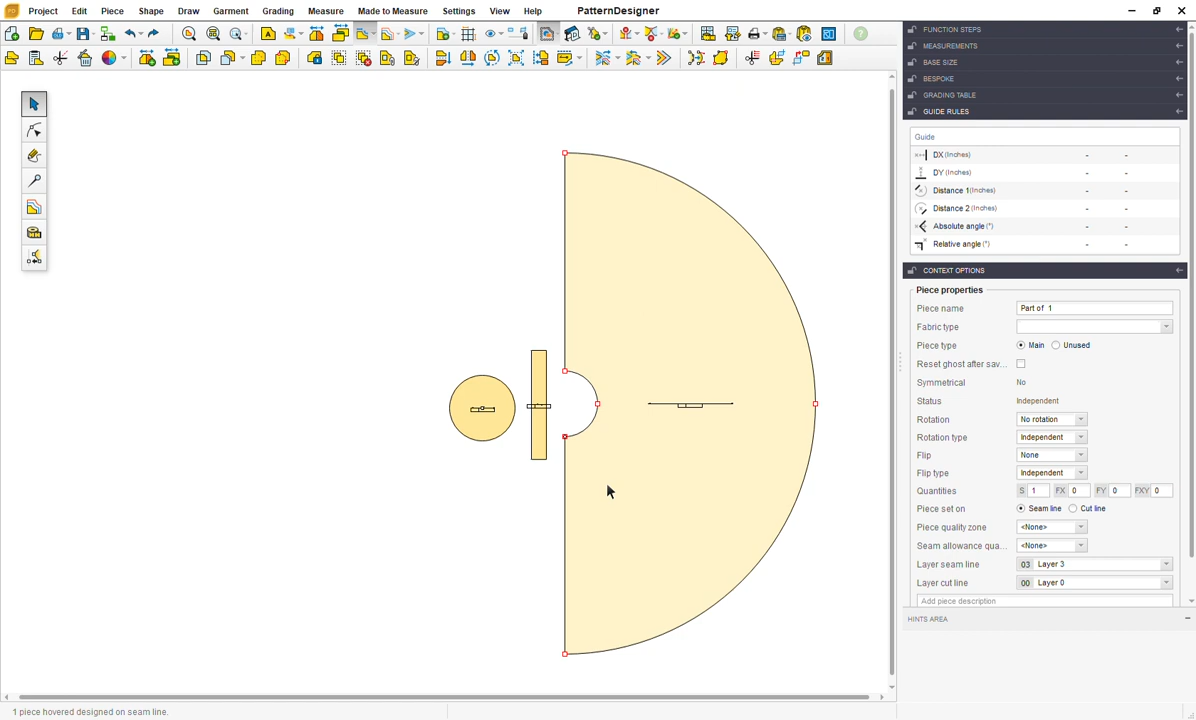 PD Project Edit Piece Shape Draw Garment Grading Measure Made to Measure Settings View Help PatternDesigner
FUNCTION STEPS
MEASUREMENTS
BASE SIZE
BESPOKE
GRADING TABLE
GUIDE RULES
Guide
DX (Inches) - -
DY (Inches) - -
Distance 1(Inches) - -
Distance 2 (Inches) - -
Absolute angle (°) - -
Relative angle (°) - -
CONTEXT OPTIONS
Piece properties
Piece name Part of 1
Fabric type
Piece type Main Unused
Reset ghost after sav...
Symmetrical No
Status Independent
Rotation No rotation
Rotation type Independent
Flip None
Flip type Independent
Quantities S 1 FX 0 FY 0 FXY 0
Piece set on Seam line Cut line
Piece quality zone <None>
Seam allowance qua... <None>
Layer seam line 03 Layer 3
Layer cut line 00 Layer 0
Add piece description
HINTS AREA
1 piece hovered designed on seam line.